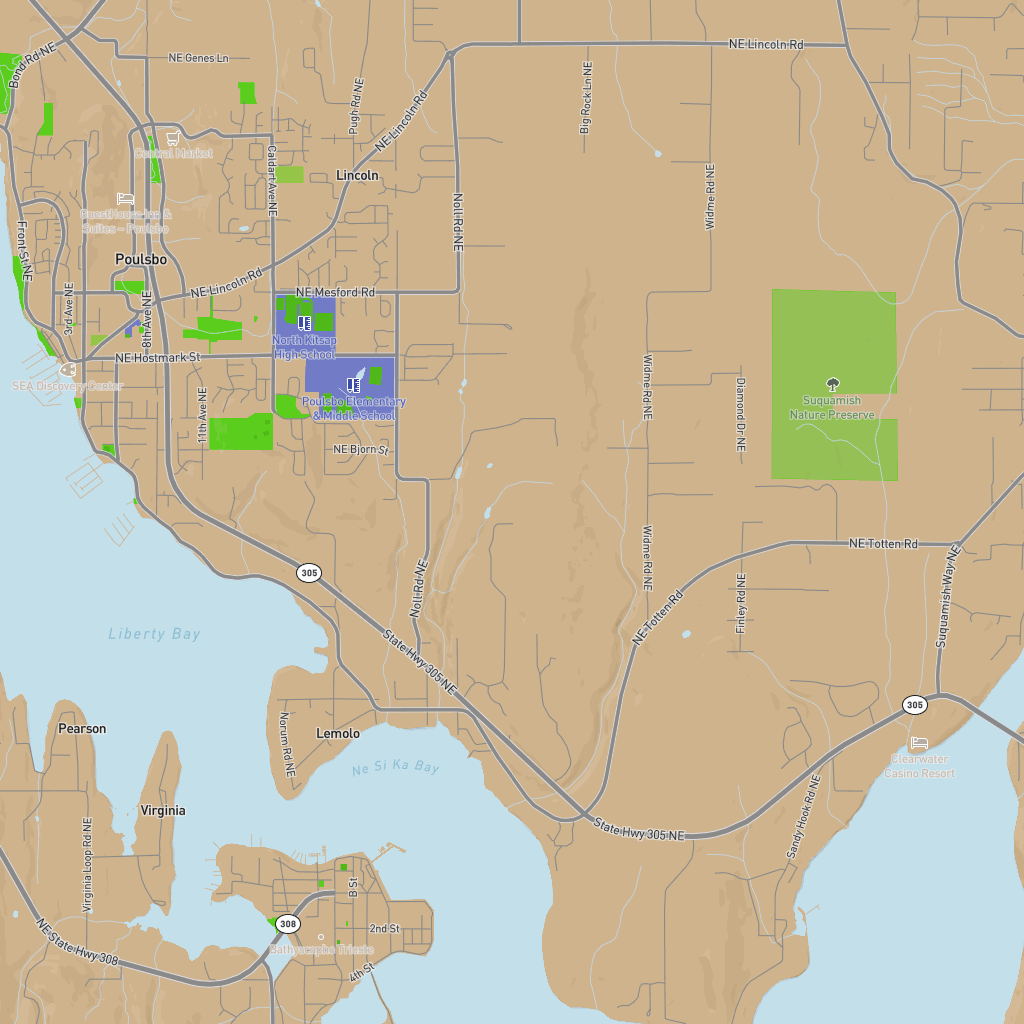 NE Lincoln Rd
Bond Rd NE
NE Genes Ln
Pugh Rd NE
Big Rock Ln NE
NE Lincoln Rd
Central Market
Caldart Ave NE
Lincoln
Widme Rd NE
GuestHouse Inn &
Suites - Poulsbo
Noll Rd NE
Front St NE
Poulsbo
NE Lincoln Rd
NE Mesford Rd
3rd Ave NE
8th Ave NE
North Kitsap
High School
NE Hostmark St
SEA Discovery Center
Widme Rd NE
Diamond Dr NE
Suquamish
Nature Preserve
Poulsbo Elementary
& Middle School
11th Ave NE
NE Bjorn St
NE Totten Rd
Widme Rd NE
305
Noll Rd NE
Suquamish Way NE
Finley Rd NE
NE Totten Rd
Liberty Bay
State Hwy 305 NE
305
Pearson
Norum Rd NE
Lemolo
Clearwater
Casino Resort
Ne Si Ka Bay
Virginia
Virginia Loop Rd NE
State Hwy 305 NE
Sandy Hook Rd NE
B St
308
2nd St
NE State Hwy 308
Bathyscaphe Trieste
4th St